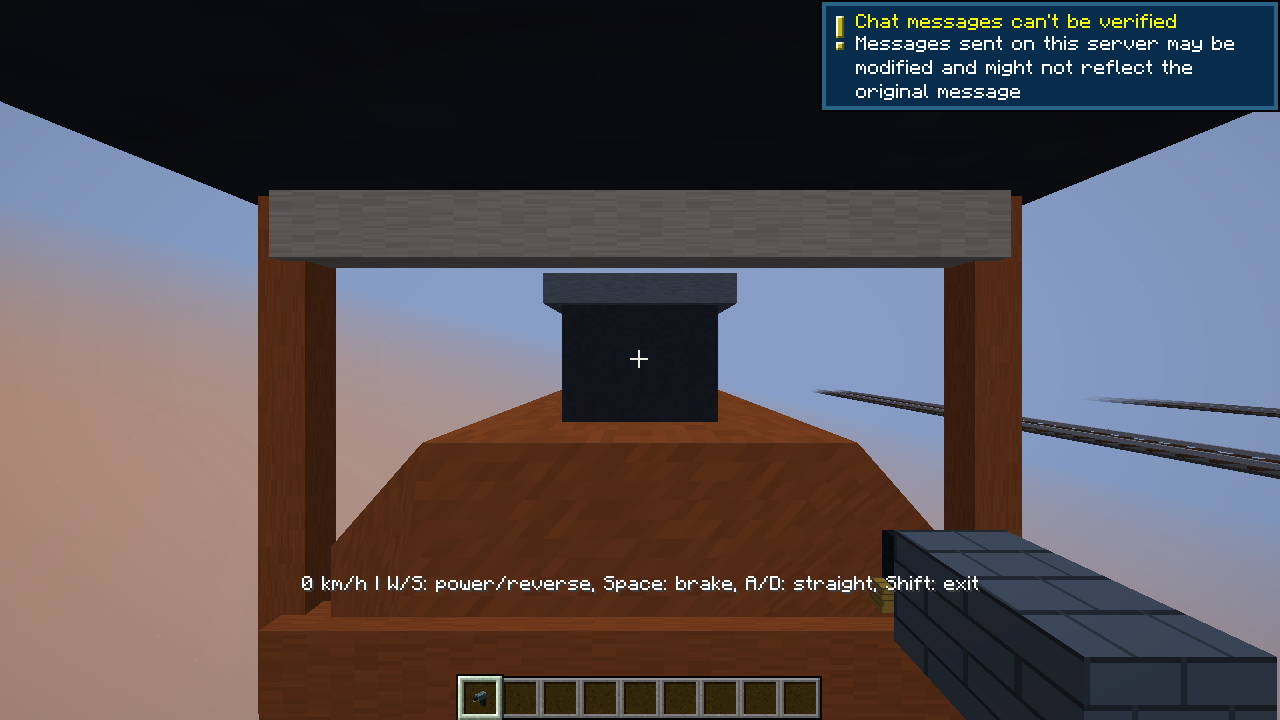 Chat messages can't be verified
Messages sent on this server may be
modified and might not reflect the
original message
0 km/h | W/S: power/reverse, Space: brake, A/D: straight, Shift: exit